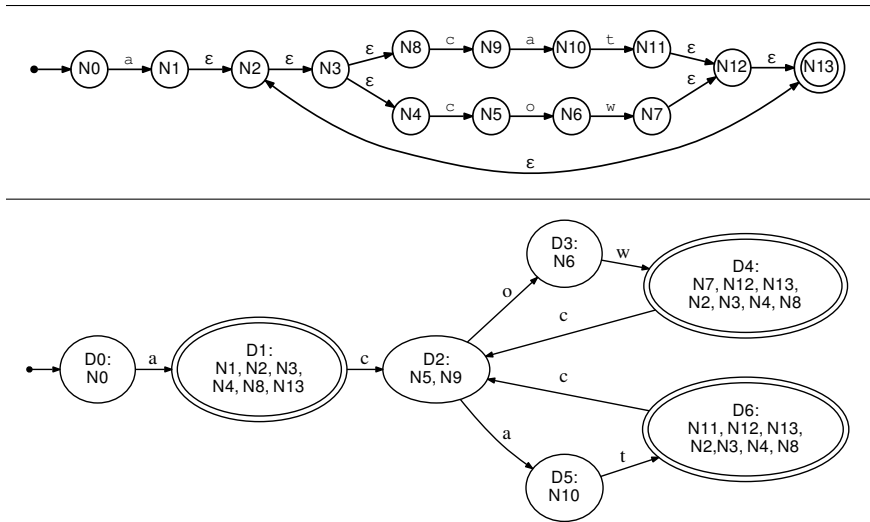 N0 a N1 ε N2 ε N3 ε N8 c N9 a N10 t N11 ε N12 ε N13
ε N4 c N5 o N6 w N7 ε
ε
D0:
N0
a
D1:
N1, N2, N3,
N4, N8, N13
c
D2:
N5, N9
o
D3:
N6
w
D4:
N7, N12, N13,
N2, N3, N4, N8
c
c
a
D5:
N10
t
D6:
N11, N12, N13,
N2,N3, N4, N8